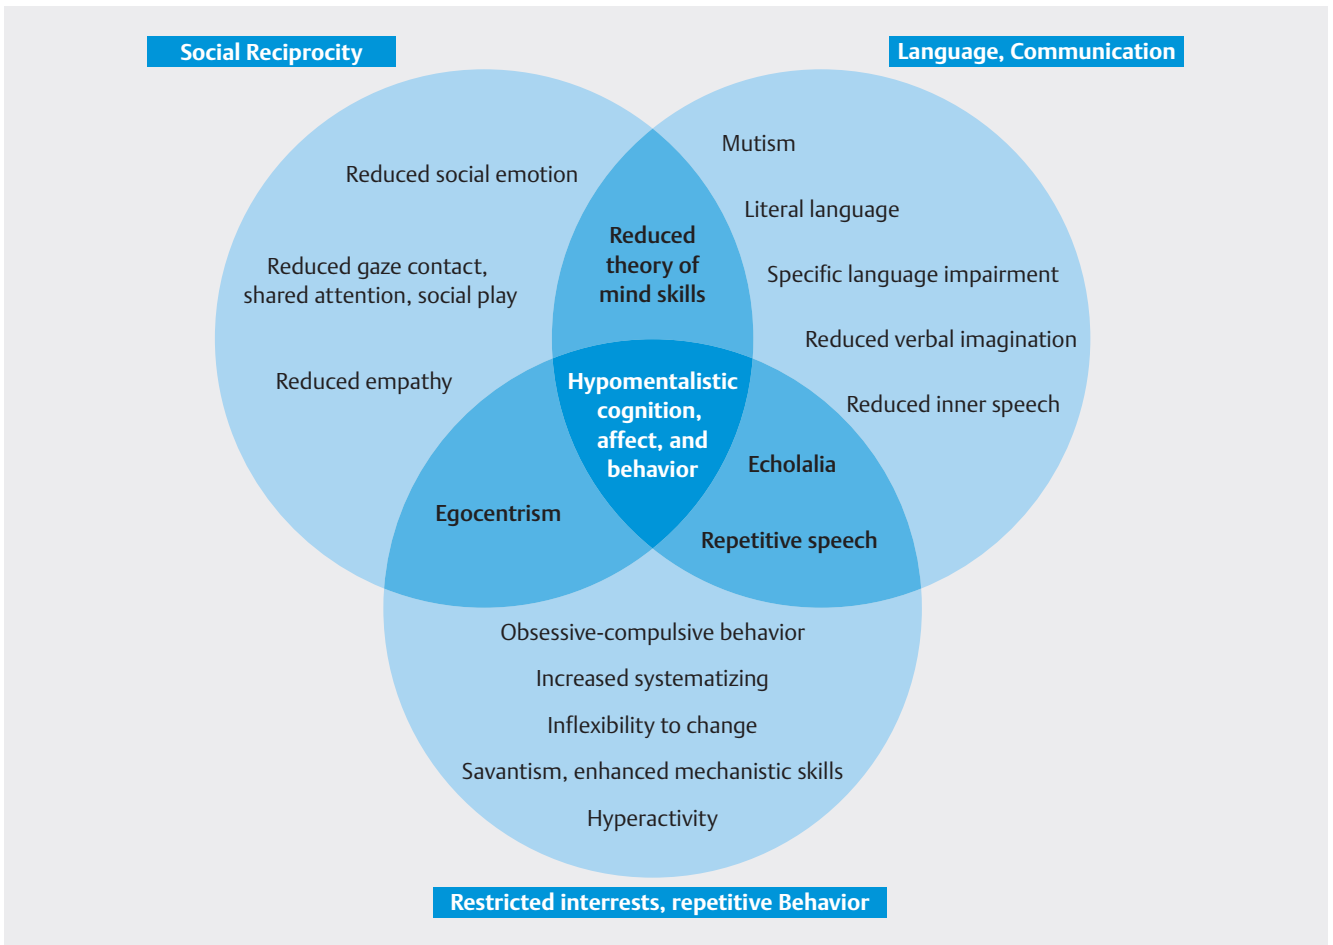 Social Reciprocity
Language, Communication
Mutism
Reduced social emotion
Literal language
Reduced
theory of
mind skills
Reduced gaze contact,
shared attention, social play
Specific language impairment
Reduced verbal imagination
Reduced empathy
Hypomentalistic
cognition,
affect, and
behavior
Reduced inner speech
Echolalia
Egocentrism
Repetitive speech
Obsessive-compulsive behavior
Increased systematizing
Inflexibility to change
Savantism, enhanced mechanistic skills
Hyperactivity
Restricted interrests, repetitive Behavior